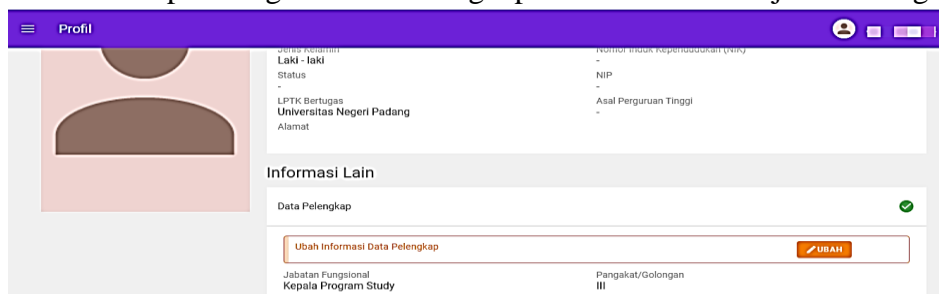 Profil
Jenis Kelamin
Laki - laki
Nomor Induk Kependudukan (NIK)
-
Status
-
NIP
-
LPTK Bertugas
Universitas Negeri Padang
Asal Perguruan Tinggi
-
Alamat
Informasi Lain
Data Pelengkap
Ubah Informasi Data Pelengkap
UBAH
Jabatan Fungsional
Kepala Program Study
Pangakat/Golongan
III